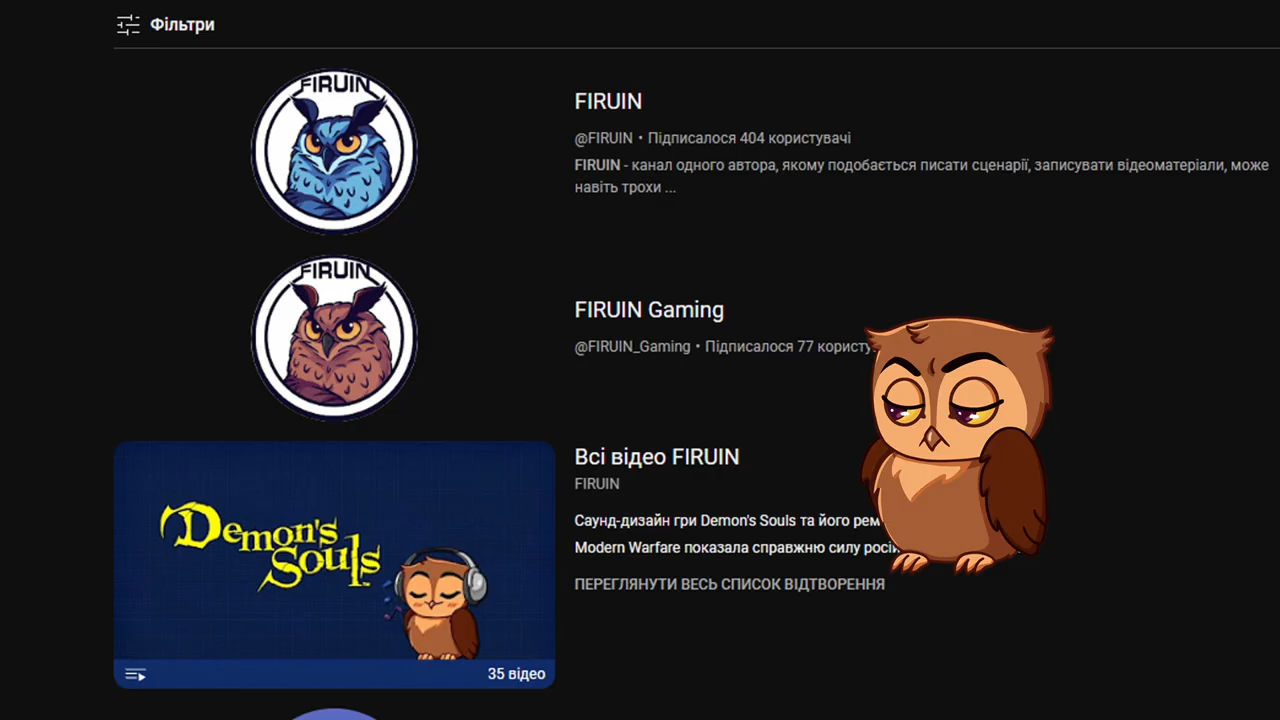 Фільтри
FIRUIN
FIRUIN
@FIRUIN • Підписалося 404 користувачі
FIRUIN - канал одного автора, якому подобається писати сценарії, записувати відеоматеріали, може
навіть трохи ...
FIRUIN
FIRUIN Gaming
@FIRUIN_Gaming • Підписалося 77
Всі відео FIRUIN
FIRUIN
Demon's
Souls
Саунд-дизайн гри Demon's Souls та його
Modern Warfare показала справжню силу
ПЕРЕГЛЯНУТИ ВЕСЬ СПИСОК ВІДТВОРЕННЯ
35 відео